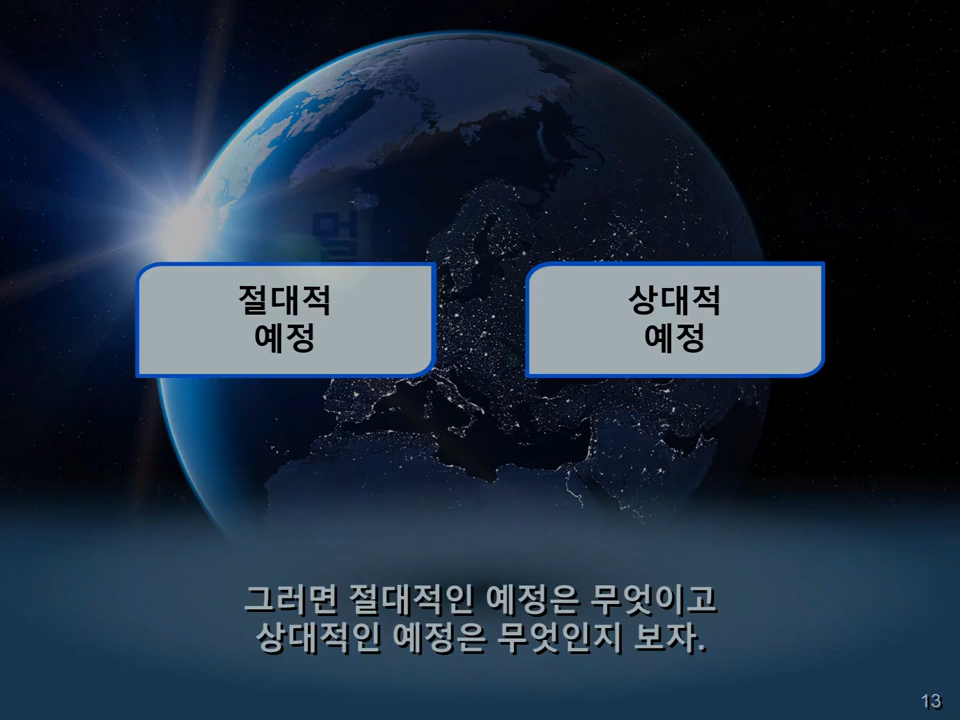 멀
절대적
예정
상대적
예정
그러면 절대적인 예정은 무엇이고
상대적인 예정은 무엇인지 보자.
13